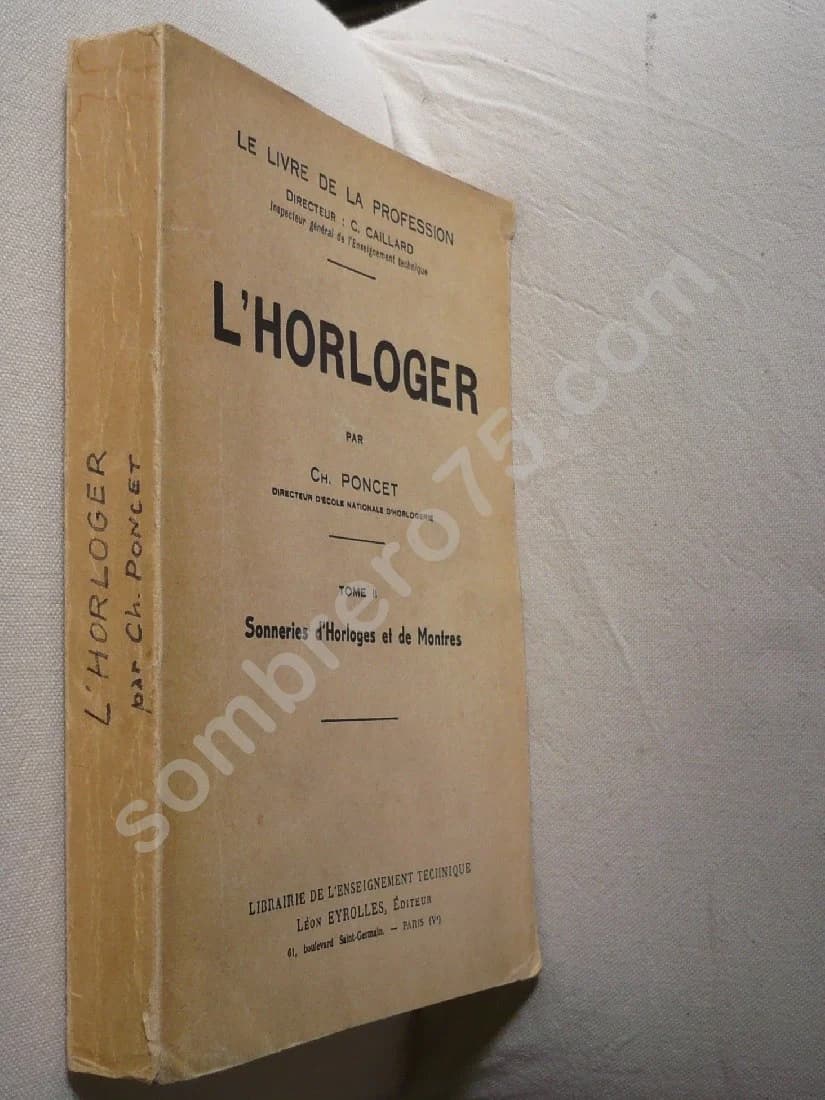 LE LIVRE DE LA PROFESSION
DIRECTEUR : C. CAILLARD
Inspecteur général de l'Enseignement technique
L'HORLOGER
PAR
CH. PONCET
DIRECTEUR D'ÉCOLE NATIONALE D'HORLOGERIE
TOME II
Sonneries d'Horloges et de Montres
LIBRAIRIE DE L'ENSEIGNEMENT TECHNIQUE
LÉON EYROLLES, ÉDITEUR
61, boulevard Saint-Germain. — PARIS (Vᵉ)
L'HORLOGER
par Ch. PONCET
sombrero75.com